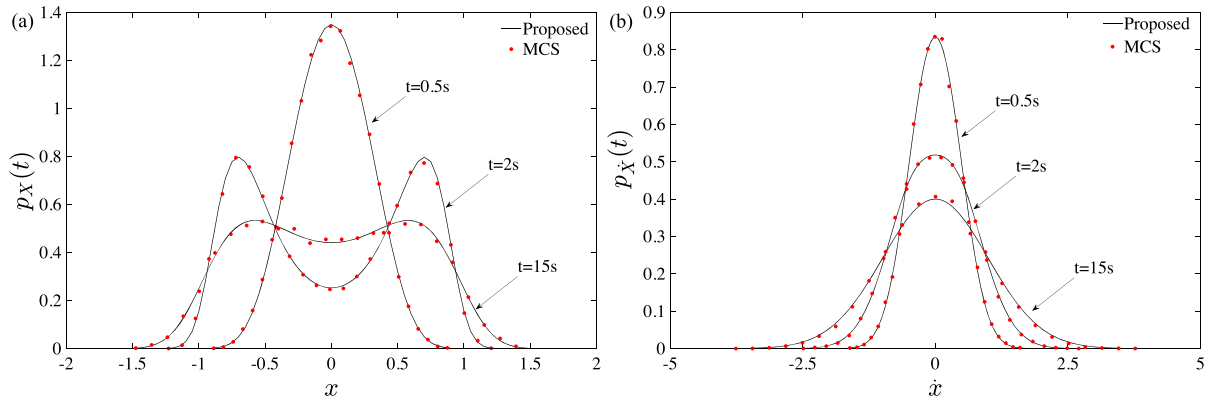 (a)
1.4
1.2
1
0.8
0.6
0.4
0.2
0
-2
-1.5
-1
-0.5
0
0.5
1
1.5
2
p_X(t)
x
Proposed
MCS
t=0.5s
t=2s
t=15s
(b)
0.9
0.8
0.7
0.6
0.5
0.4
0.3
0.2
0.1
0
-5
-2.5
0
2.5
5
p_Ẋ(t)
ẋ
Proposed
MCS
t=0.5s
t=2s
t=15s